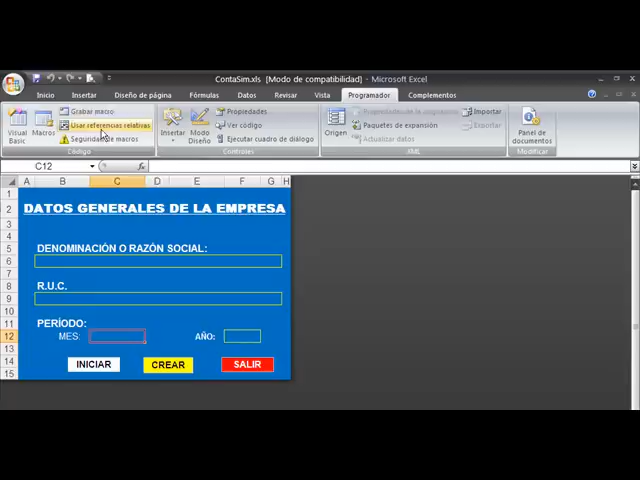 ContaSim.xls [Modo de compatibilidad] - Microsoft Excel
Inicio Insertar Diseño de página Fórmulas Datos Revisar Vista Programador Complementos
Visual Basic
Macros
Grabar macro
Usar referencias relativas
Seguridad de macros
Código
Insertar
Modo Diseño
Propiedades
Ver código
Ejecutar cuadro de diálogo
Controles
Origen
Propiedades de la asignación
Paquetes de expansión
Actualizar datos
Importar
Exportar
XML
Panel de documentos
Modificar
C12
fx
A B C D E F G H
1
2 DATOS GENERALES DE LA EMPRESA
3
4
5 DENOMINACIÓN O RAZÓN SOCIAL:
6
7
8 R.U.C.
9
10
11 PERÍODO:
12 MES: AÑO:
13
14 INICIAR CREAR SALIR
15